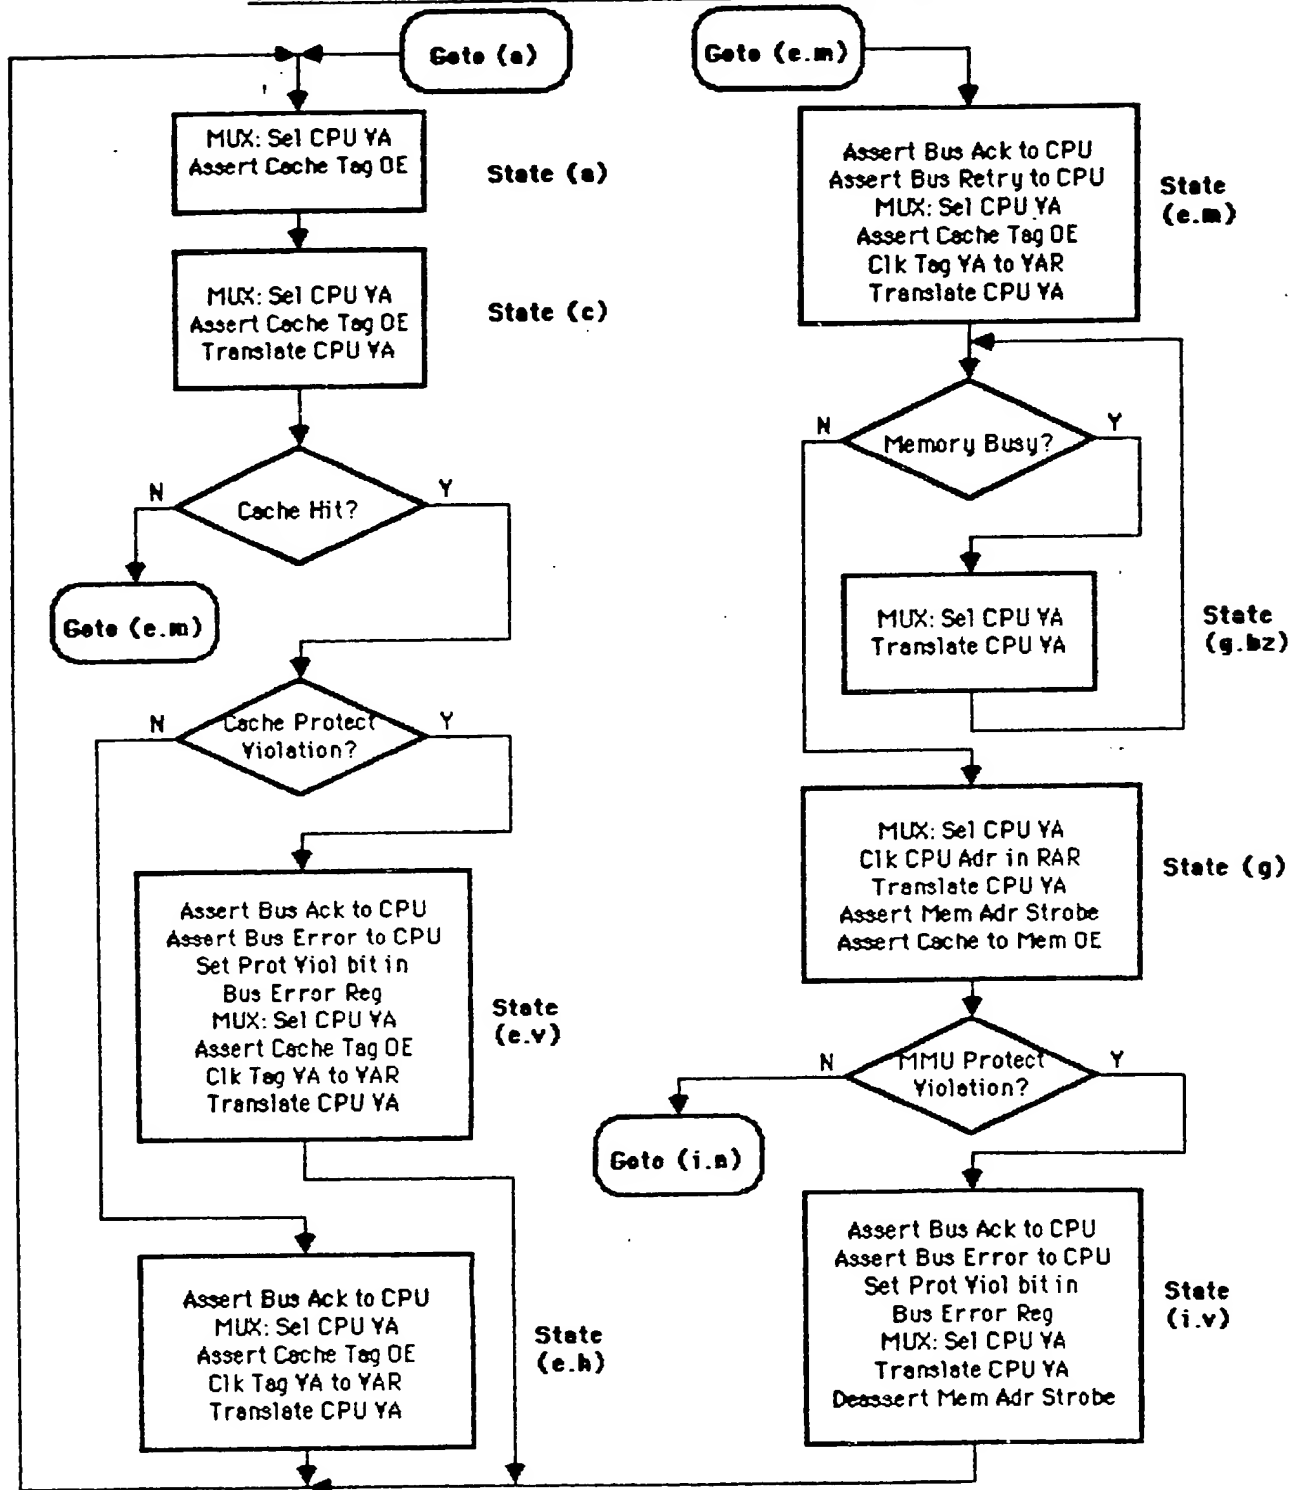 Goto (a)
MUX: Sel CPU VA
Assert Cache Tag OE
State (a)
MUX: Sel CPU VA
Assert Cache Tag OE
Translate CPU VA
State (c)
N
Y
Cache Hit?
Goto (e.m)
N
Y
Cache Protect
Violation?
Assert Bus Ack to CPU
Assert Bus Error to CPU
Set Prot Viol bit in
Bus Error Reg
MUX: Sel CPU VA
Assert Cache Tag OE
Clk Tag VA to VAR
Translate CPU VA
State
(e.v)
Assert Bus Ack to CPU
MUX: Sel CPU VA
Assert Cache Tag OE
Clk Tag VA to VAR
Translate CPU VA
State
(e.h)
Goto (e.m)
Assert Bus Ack to CPU
Assert Bus Retry to CPU
MUX: Sel CPU VA
Assert Cache Tag OE
Clk Tag VA to VAR
Translate CPU VA
State
(e.m)
N
Y
Memory Busy?
MUX: Sel CPU VA
Translate CPU VA
State
(g.bz)
MUX: Sel CPU VA
Clk CPU Adr in RAR
Translate CPU VA
Assert Mem Adr Strobe
Assert Cache to Mem OE
State (g)
N
Y
MMU Protect
Violation?
Goto (i.n)
Assert Bus Ack to CPU
Assert Bus Error to CPU
Set Prot Viol bit in
Bus Error Reg
MUX: Sel CPU VA
Translate CPU VA
Deassert Mem Adr Strobe
State
(i.v)